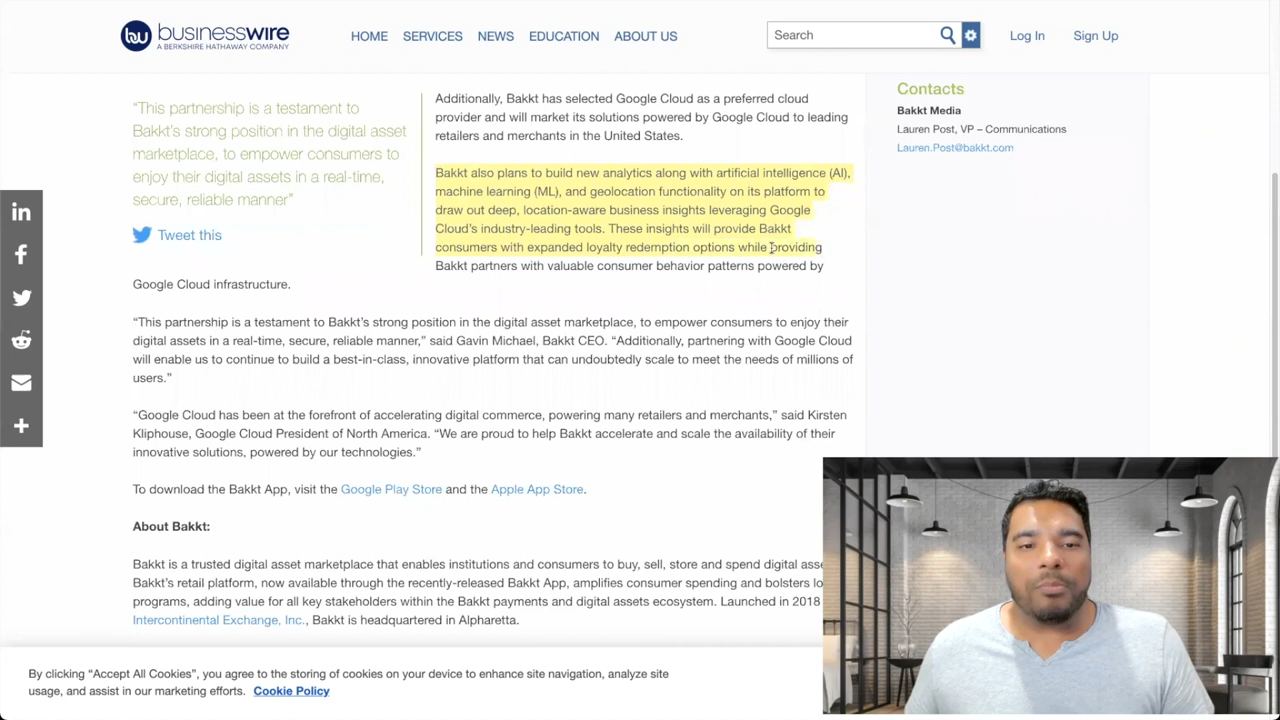 businesswire
A BERKSHIRE HATHAWAY COMPANY
HOME SERVICES NEWS EDUCATION ABOUT US
Search
Log In Sign Up
“This partnership is a testament to
Bakkt’s strong position in the digital asset
marketplace, to empower consumers to
enjoy their digital assets in a real-time,
secure, reliable manner”
Tweet this
Additionally, Bakkt has selected Google Cloud as a preferred cloud
provider and will market its solutions powered by Google Cloud to leading
retailers and merchants in the United States.
Bakkt also plans to build new analytics along with artificial intelligence (AI),
machine learning (ML), and geolocation functionality on its platform to
draw out deep, location-aware business insights leveraging Google
Cloud’s industry-leading tools. These insights will provide Bakkt
consumers with expanded loyalty redemption options while providing
Bakkt partners with valuable consumer behavior patterns powered by
Google Cloud infrastructure.
“This partnership is a testament to Bakkt’s strong position in the digital asset marketplace, to empower consumers to enjoy their
digital assets in a real-time, secure, reliable manner,” said Gavin Michael, Bakkt CEO. “Additionally, partnering with Google Cloud
will enable us to continue to build a best-in-class, innovative platform that can undoubtedly scale to meet the needs of millions of
users.”
“Google Cloud has been at the forefront of accelerating digital commerce, powering many retailers and merchants,” said Kirsten
Kliphouse, Google Cloud President of North America. “We are proud to help Bakkt accelerate and scale the availability of their
innovative solutions, powered by our technologies.”
To download the Bakkt App, visit the Google Play Store and the Apple App Store.
About Bakkt:
Bakkt is a trusted digital asset marketplace that enables institutions and consumers to buy, sell, store and spend digital asse
Bakkt’s retail platform, now available through the recently-released Bakkt App, amplifies consumer spending and bolsters lo
programs, adding value for all key stakeholders within the Bakkt payments and digital assets ecosystem. Launched in 2018
Intercontinental Exchange, Inc., Bakkt is headquartered in Alpharetta.
Contacts
Bakkt Media
Lauren Post, VP – Communications
Lauren.Post@bakkt.com
By clicking “Accept All Cookies”, you agree to the storing of cookies on your device to enhance site navigation, analyze site
usage, and assist in our marketing efforts. Cookie Policy